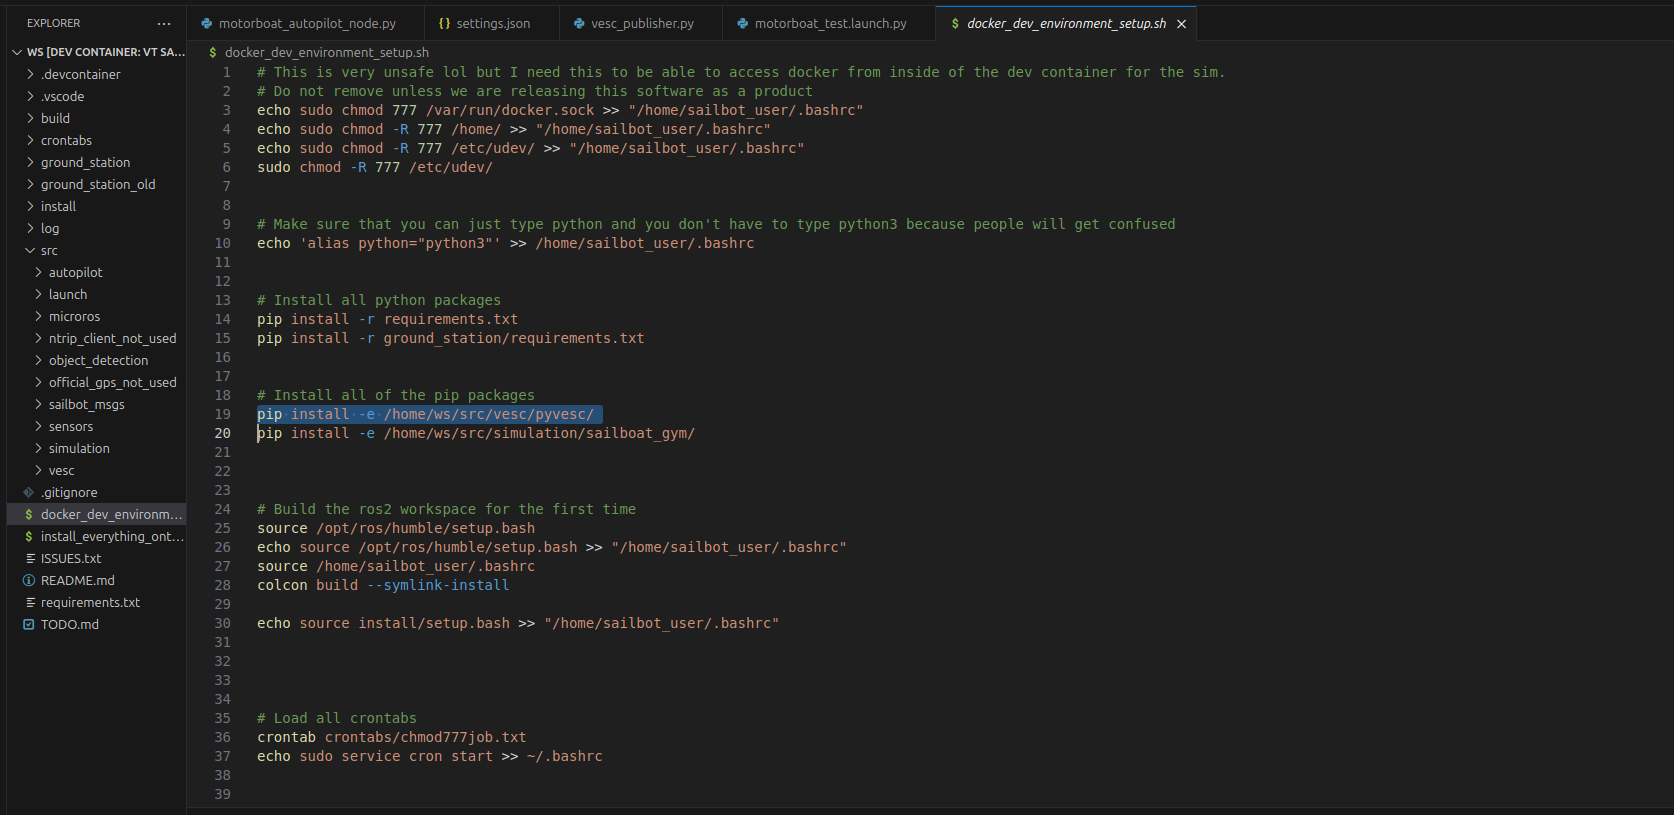 EXPLORER
...
motorboat_autopilot_node.py
{} settings.json
vesc_publisher.py
motorboat_test.launch.py
$ docker_dev_environment_setup.sh
WS [DEV CONTAINER: VT SA...
.devcontainer
.vscode
build
crontabs
ground_station
ground_station_old
install
log
src
autopilot
launch
microros
ntrip_client_not_used
object_detection
official_gps_not_used
sailbot_msgs
sensors
simulation
vesc
.gitignore
$ docker_dev_environm...
$ install_everything_ont...
ISSUES.txt
README.md
requirements.txt
TODO.md
$ docker_dev_environment_setup.sh
1 # This is very unsafe lol but I need this to be able to access docker from inside of the dev container for the sim.
2 # Do not remove unless we are releasing this software as a product
3 echo sudo chmod 777 /var/run/docker.sock >> "/home/sailbot_user/.bashrc"
4 echo sudo chmod -R 777 /home/ >> "/home/sailbot_user/.bashrc"
5 echo sudo chmod -R 777 /etc/udev/ >> "/home/sailbot_user/.bashrc"
6 sudo chmod -R 777 /etc/udev/
7
8
9 # Make sure that you can just type python and you don't have to type python3 because people will get confused
10 echo 'alias python="python3"' >> /home/sailbot_user/.bashrc
11
12
13 # Install all python packages
14 pip install -r requirements.txt
15 pip install -r ground_station/requirements.txt
16
17
18 # Install all of the pip packages
19 pip install -e /home/ws/src/vesc/pyvesc/
20 pip install -e /home/ws/src/simulation/sailboat_gym/
21
22
23
24 # Build the ros2 workspace for the first time
25 source /opt/ros/humble/setup.bash
26 echo source /opt/ros/humble/setup.bash >> "/home/sailbot_user/.bashrc"
27 source /home/sailbot_user/.bashrc
28 colcon build --symlink-install
29
30 echo source install/setup.bash >> "/home/sailbot_user/.bashrc"
31
32
33
34
35 # Load all crontabs
36 crontab crontabs/chmod777job.txt
37 echo sudo service cron start >> ~/.bashrc
38
39